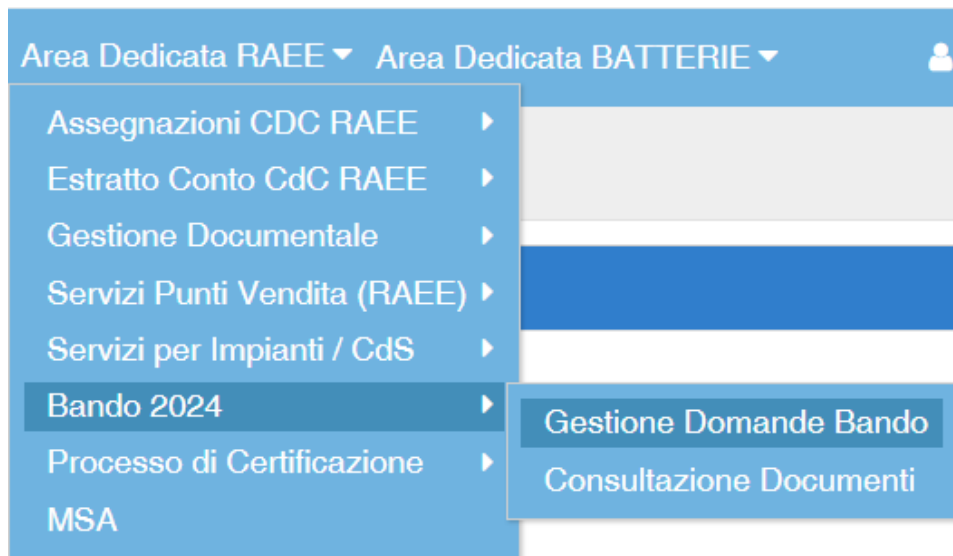 Area Dedicata RAEE Area Dedicata BATTERIE
Assegnazioni CDC RAEE
Estratto Conto CdC RAEE
Gestione Documentale
Servizi Punti Vendita (RAEE)
Servizi per Impianti / CdS
Bando 2024
Gestione Domande Bando
Consultazione Documenti
Processo di Certificazione
MSA